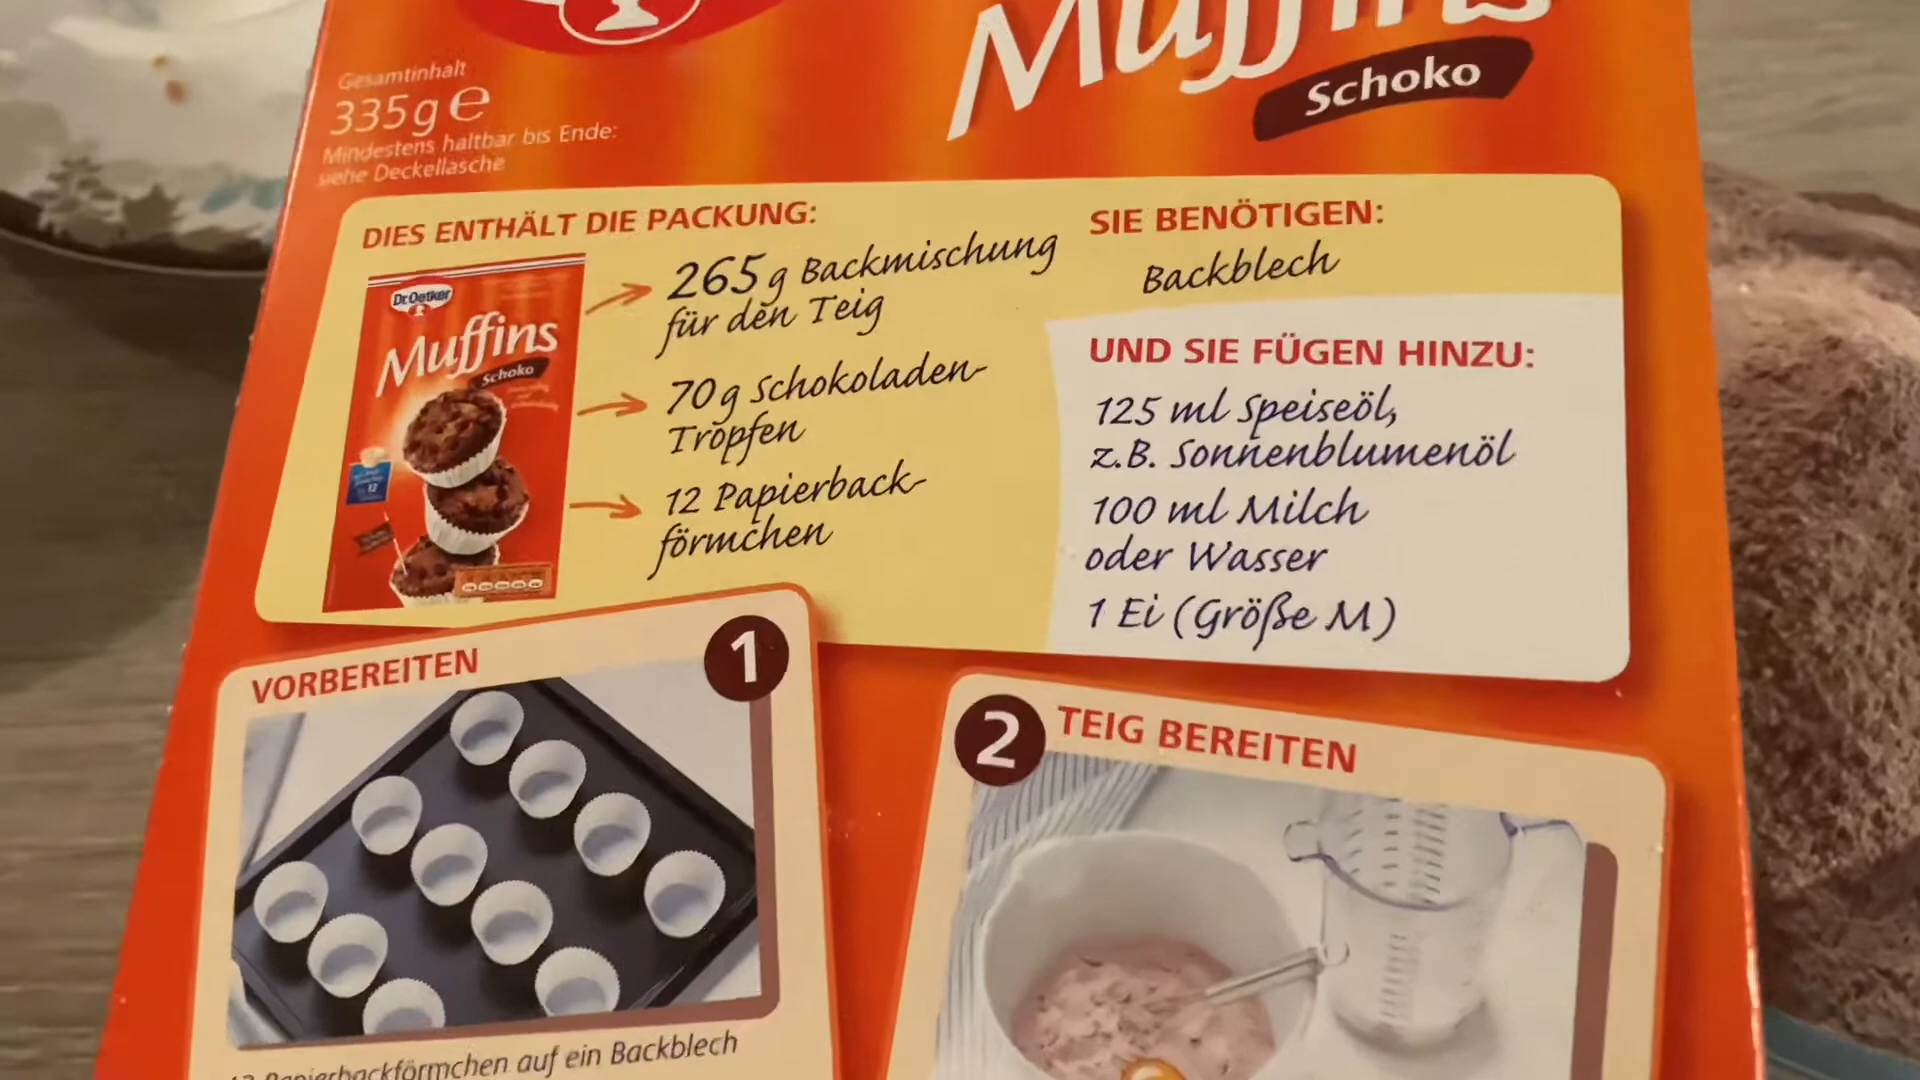 Muffins
Schoko
Gesamtinhalt
335g e
Mindestens haltbar bis Ende:
siehe Deckellasche
DIES ENTHÄLT DIE PACKUNG:
Dr.Oetker
Muffins
Schoko
265 g Backmischung
für den Teig
70 g Schokoladen-
Tropfen
12 Papierback-
förmchen
SIE BENÖTIGEN:
Backblech
UND SIE FÜGEN HINZU:
125 ml Speiseöl,
z.B. Sonnenblumenöl
100 ml Milch
oder Wasser
1 Ei (Größe M)
VORBEREITEN
1
2
TEIG BEREITEN
12 Papierbackförmchen auf ein Backblech